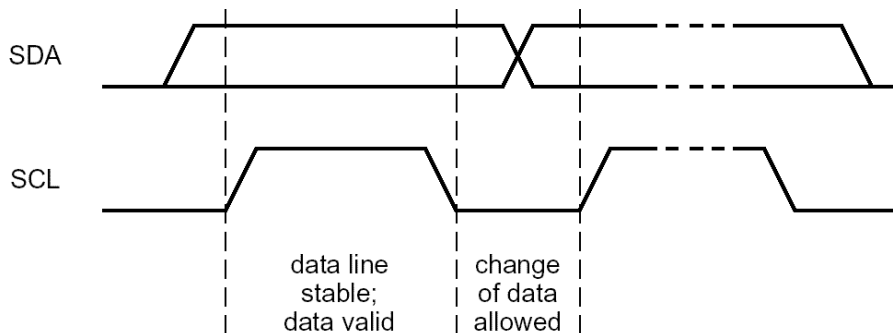 SDA
SCL
data line
stable;
data valid
change
of data
allowed